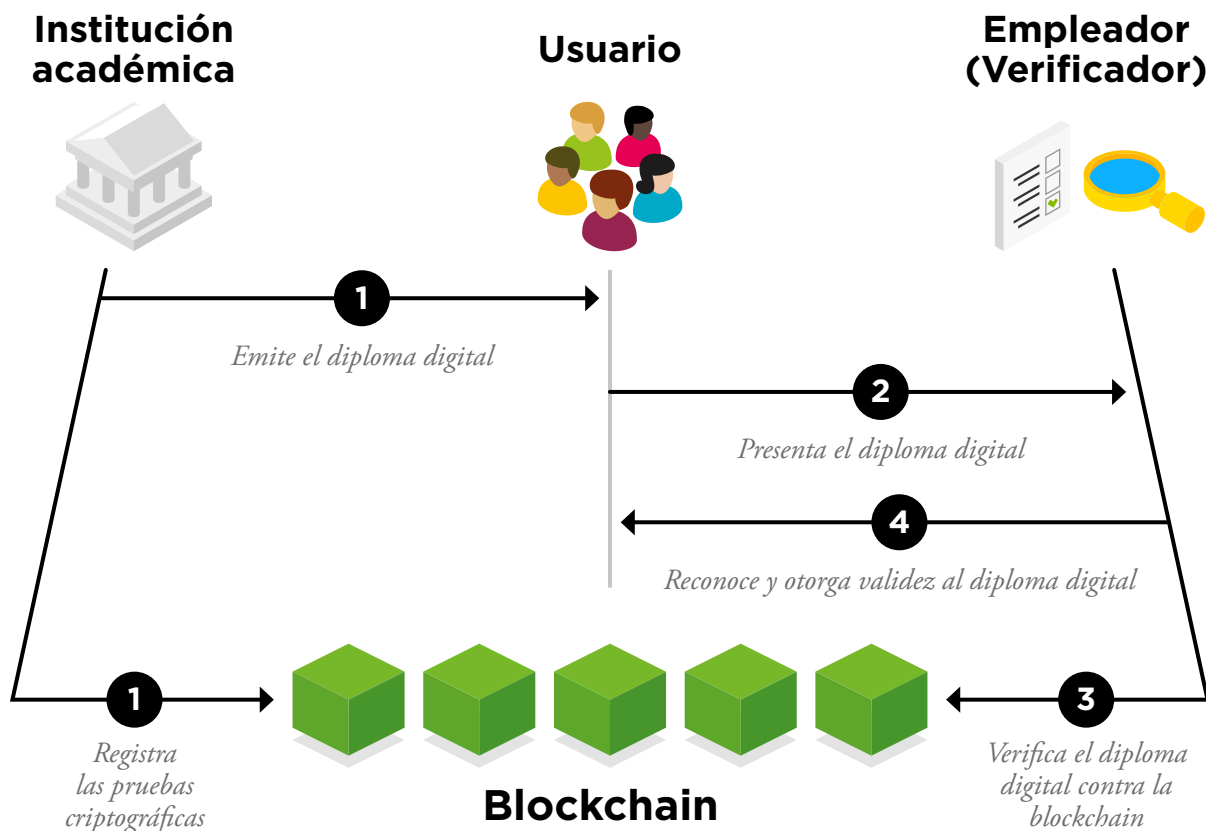 Institución
académica
Usuario
Empleador
(Verificador)
1
Emite el diploma digital
2
Presenta el diploma digital
4
Reconoce y otorga validez al diploma digital
1
Registra
las pruebas
criptográficas
3
Verifica el diploma
digital contra la
blockchain
Blockchain